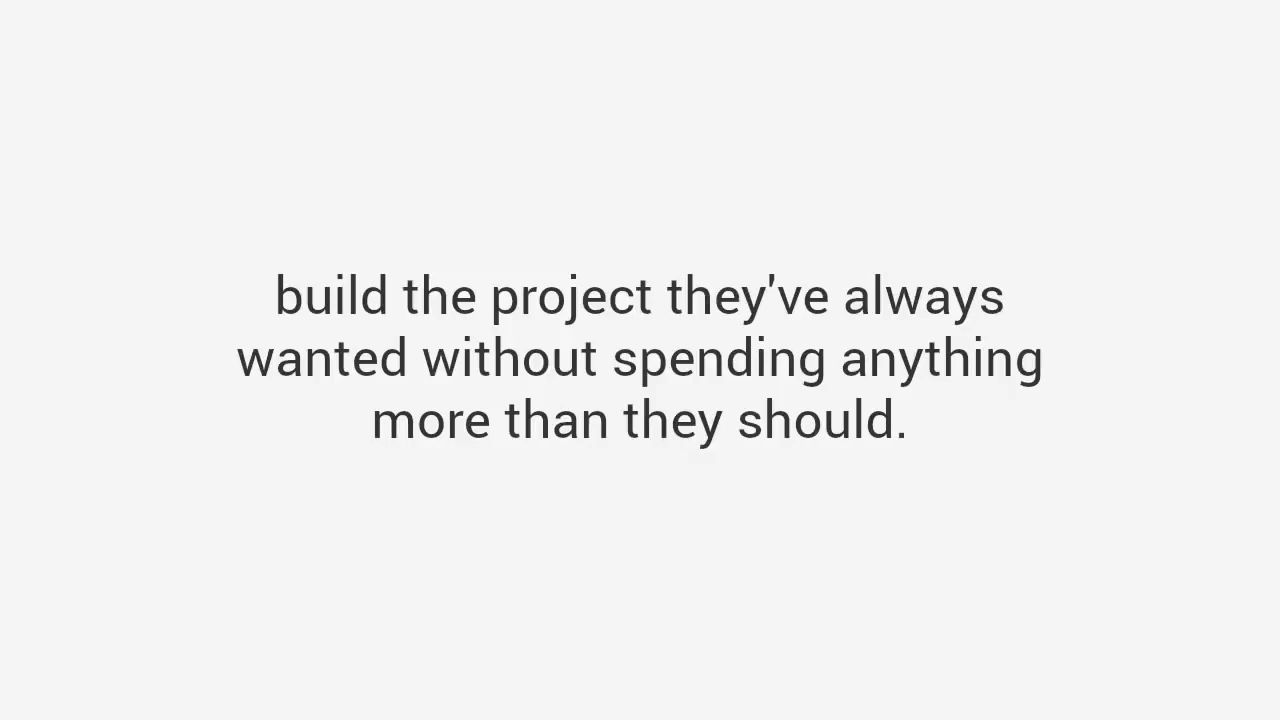 build the project they've always
wanted without spending anything
more than they should.